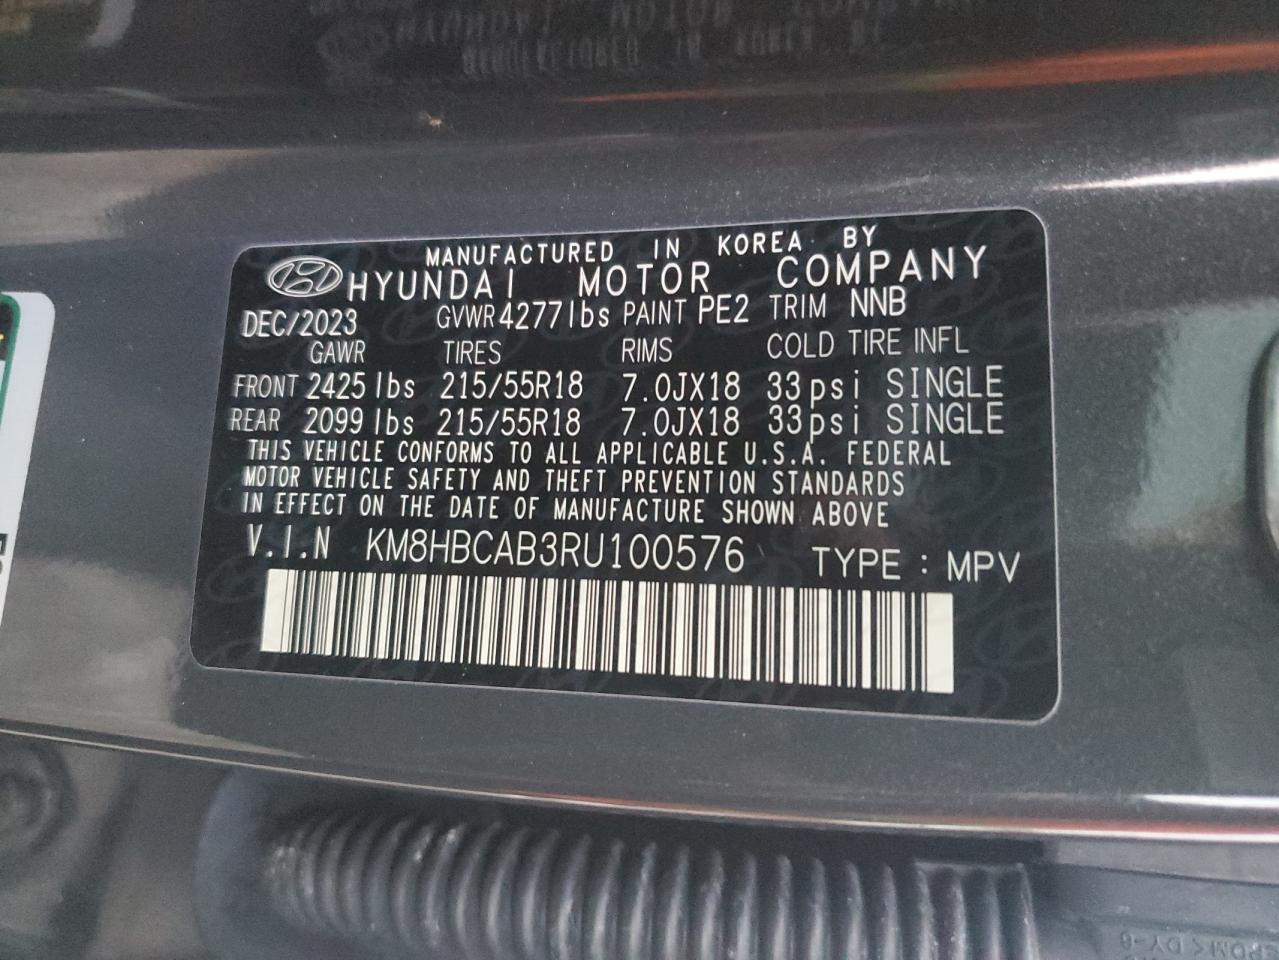 MANUFACTURED IN KOREA BY
HYUNDAI MOTOR COMPANY
DEC/2023 GVWR 4277lbs PAINT PE2 TRIM NNB
GAWR TIRES RIMS COLD TIRE INFL
FRONT 2425 lbs 215/55R18 7.0JX18 33psi SINGLE
REAR 2099 lbs 215/55R18 7.0JX18 33psi SINGLE
THIS VEHICLE CONFORMS TO ALL APPLICABLE U.S.A. FEDERAL
MOTOR VEHICLE SAFETY AND THEFT PREVENTION STANDARDS
IN EFFECT ON THE DATE OF MANUFACTURE SHOWN ABOVE
V.I.N KM8HBCAB3RU100576 TYPE : MPV